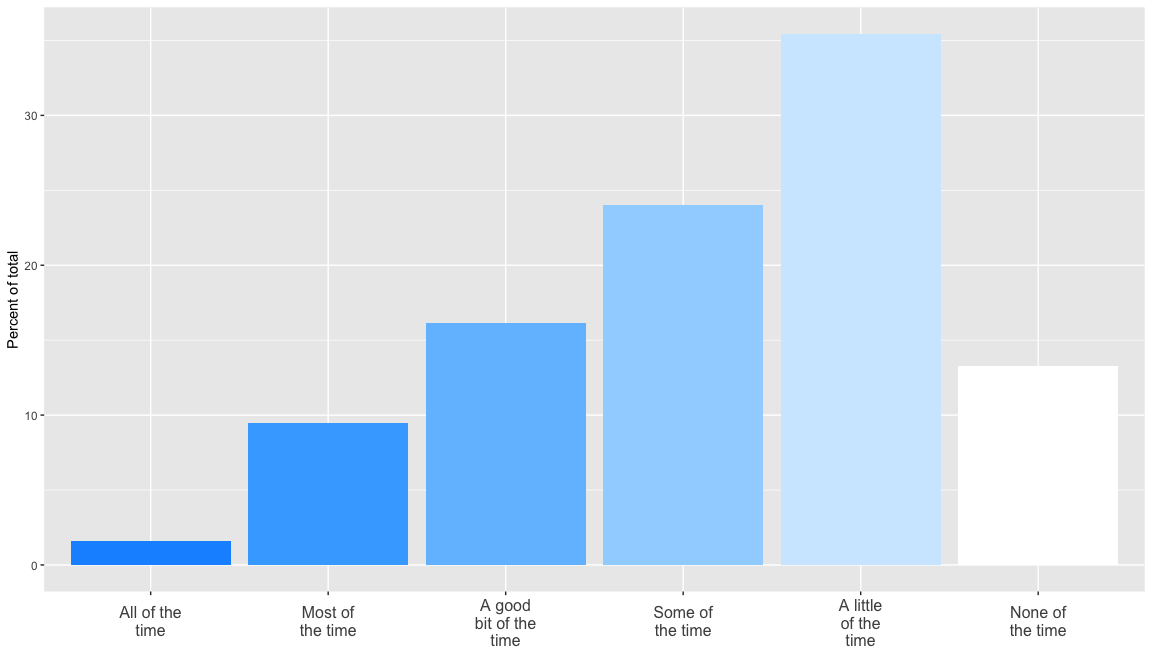 Percent of total
30
20
10
0
All of the
time
Most of
the time
A good
bit of the
time
Some of
the time
A little
of the
time
None of
the time